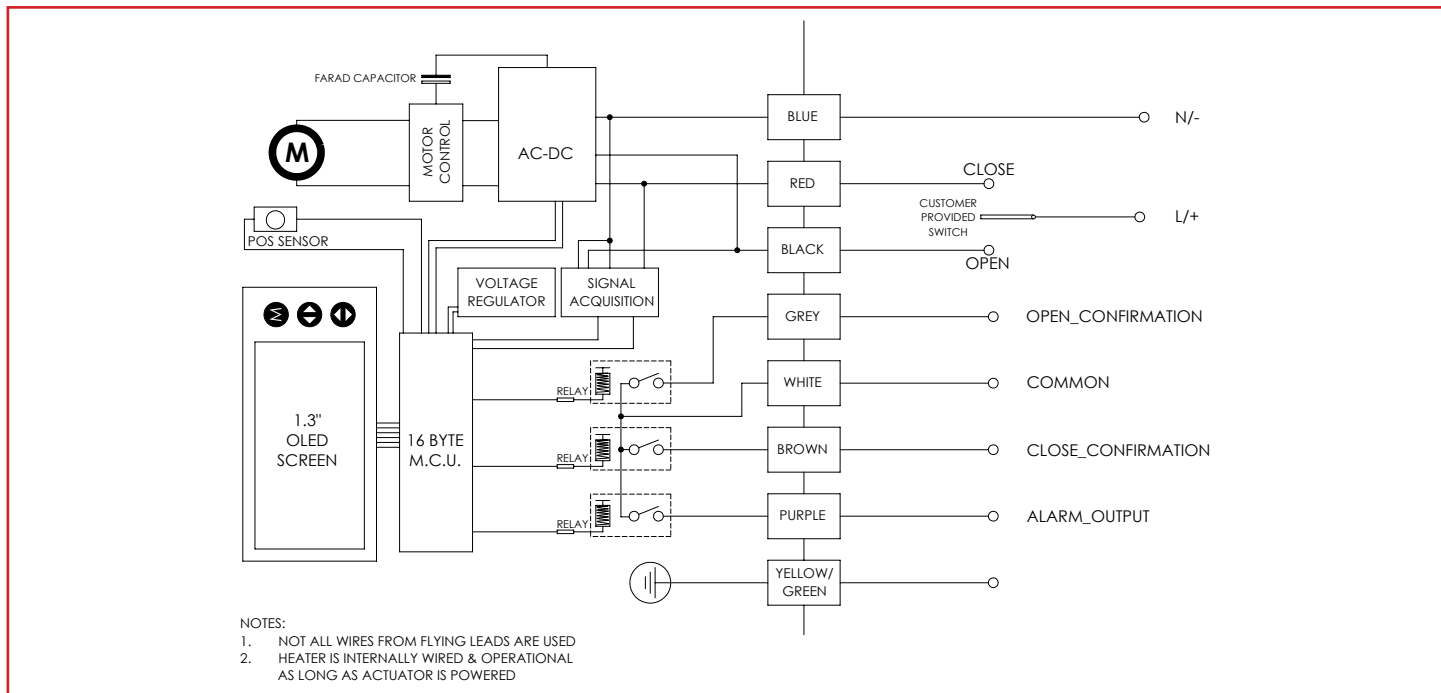 FARAD CAPACITOR
M
MOTOR
CONTROL
AC-DC
BLUE
N/-
RED
CLOSE
CUSTOMER
PROVIDED
SWITCH
L/+
POS SENSOR
BLACK
OPEN
VOLTAGE
REGULATOR
SIGNAL
ACQUISITION
GREY
OPEN_CONFIRMATION
M
RELAY
WHITE
COMMON
1.3"
OLED
SCREEN
16 BYTE
M.C.U.
RELAY
BROWN
CLOSE_CONFIRMATION
RELAY
PURPLE
ALARM_OUTPUT
YELLOW/
GREEN
NOTES:
1. NOT ALL WIRES FROM FLYING LEADS ARE USED
2. HEATER IS INTERNALLY WIRED & OPERATIONAL
AS LONG AS ACTUATOR IS POWERED